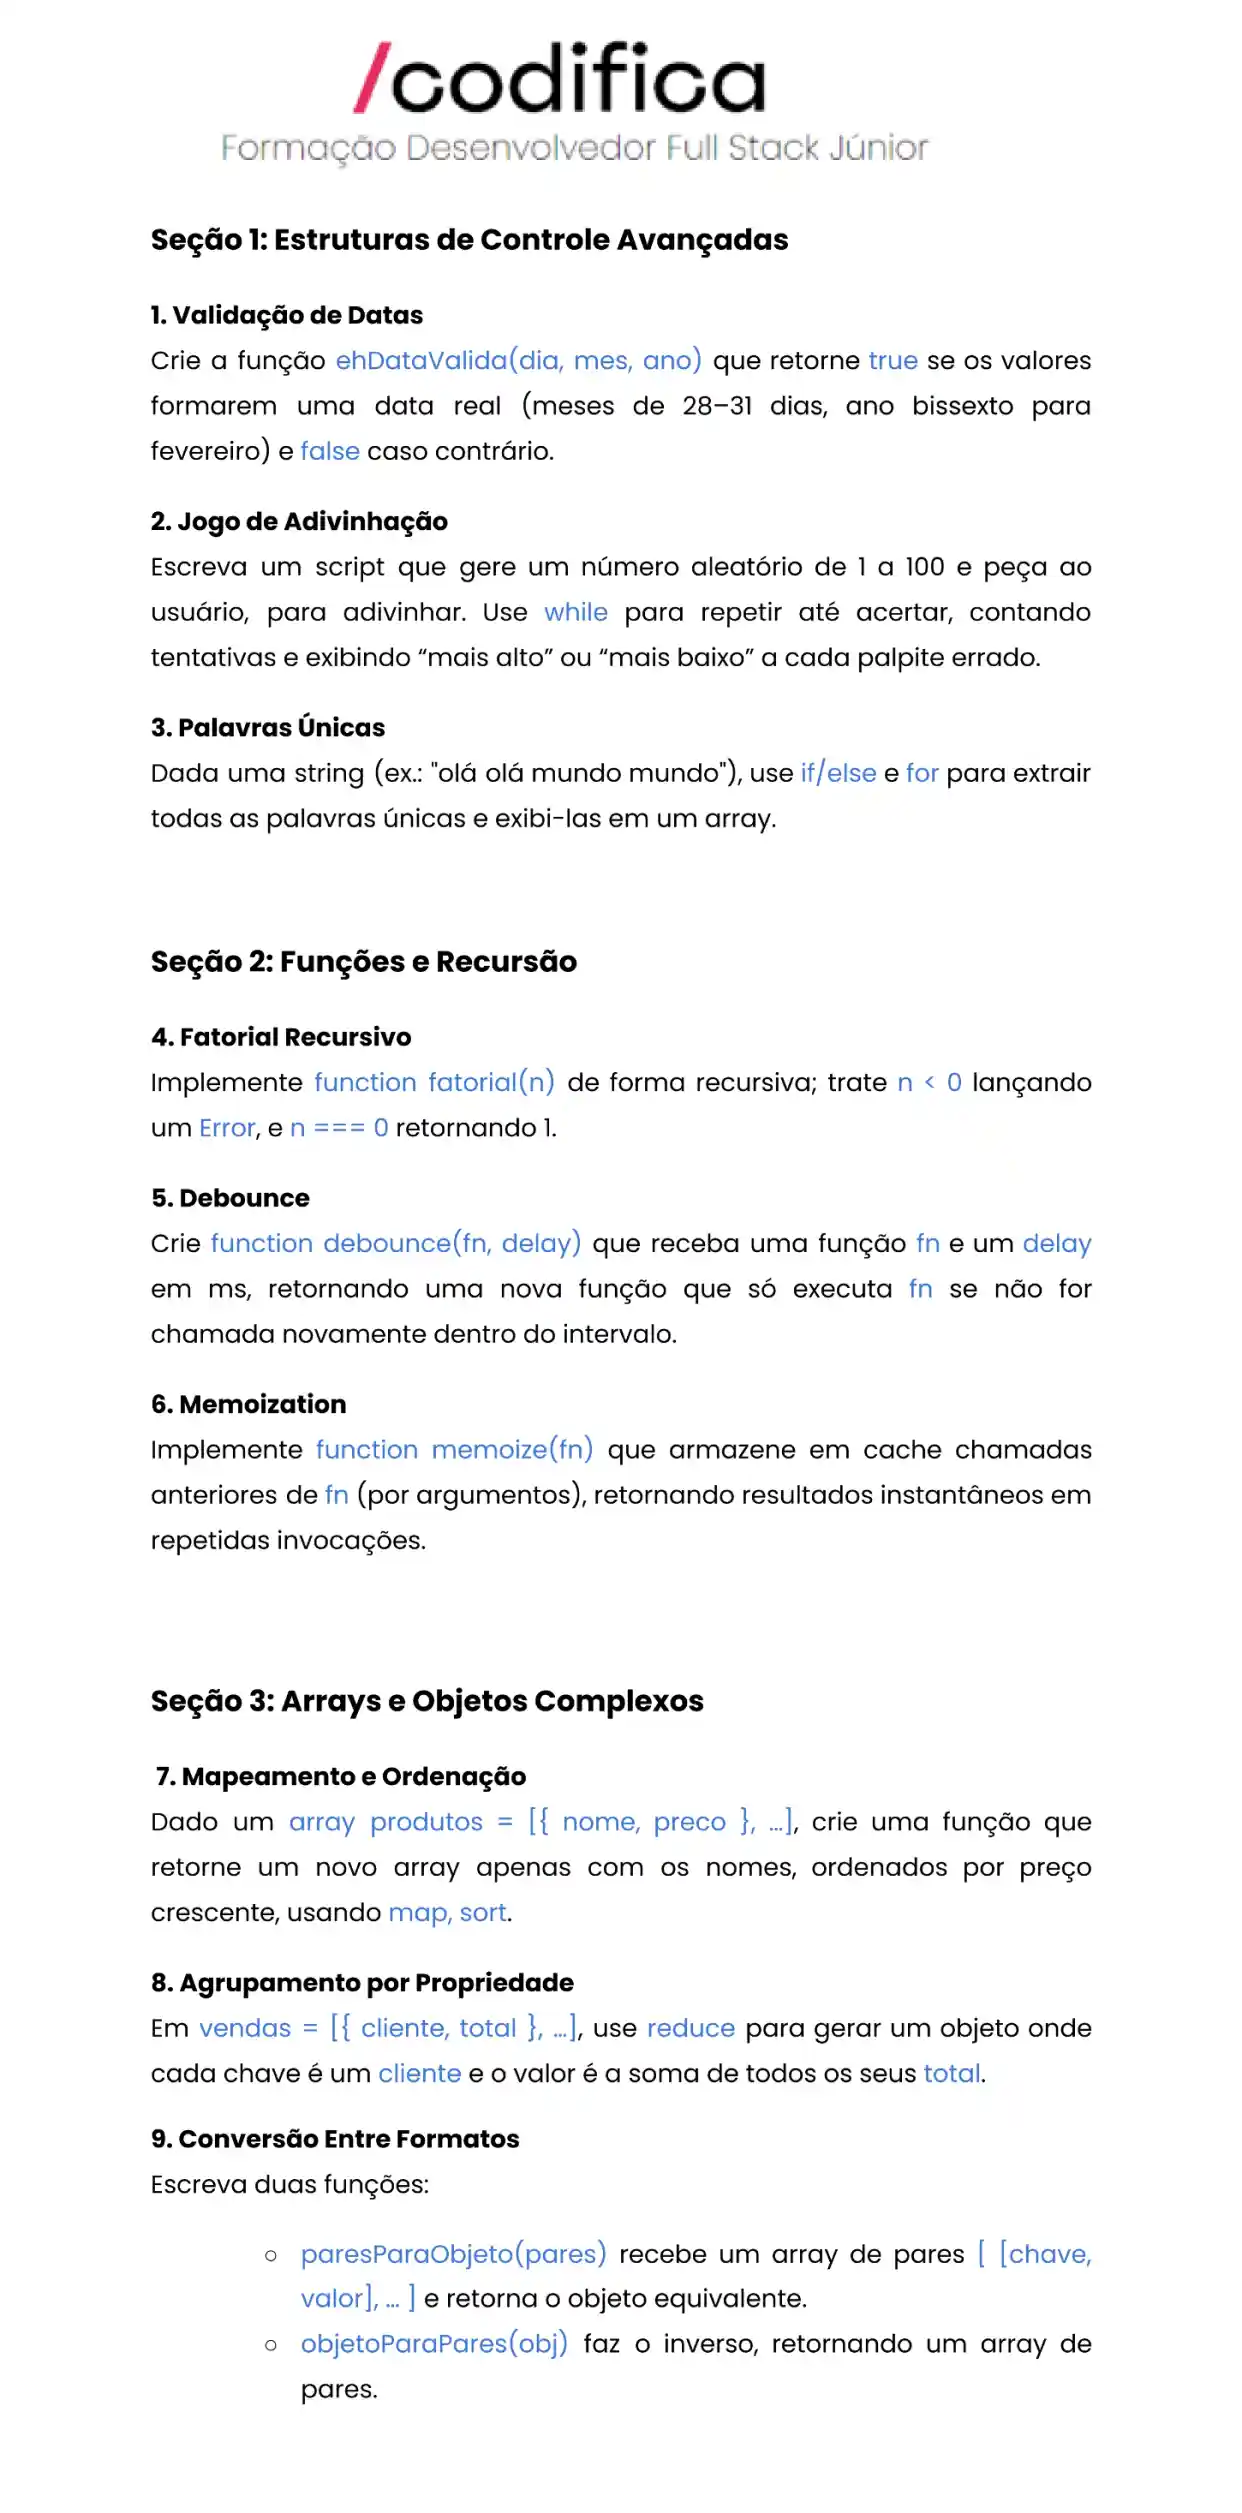 /codifica
Formação Desenvolvedor Full Stack Júnior
Seção 1: Estruturas de Controle Avançadas
1. Validação de Datas
Crie a função ehDataValida(dia, mes, ano) que retorne true se os valores
formarem uma data real (meses de 28–31 dias, ano bissexto para
fevereiro) e false caso contrário.
2. Jogo de Adivinhação
Escreva um script que gere um número aleatório de 1 a 100 e peça ao
usuário, para adivinhar. Use while para repetir até acertar, contando
tentativas e exibindo “mais alto” ou “mais baixo” a cada palpite errado.
3. Palavras Únicas
Dada uma string (ex.: "olá olá mundo mundo"), use if/else e for para extrair
todas as palavras únicas e exibi-las em um array.
Seção 2: Funções e Recursão
4. Fatorial Recursivo
Implemente function fatorial(n) de forma recursiva; trate n < 0 lançando
um Error, e n === 0 retornando 1.
5. Debounce
Crie function debounce(fn, delay) que receba uma função fn e um delay
em ms, retornando uma nova função que só executa fn se não for
chamada novamente dentro do intervalo.
6. Memoization
Implemente function memoize(fn) que armazene em cache chamadas
anteriores de fn (por argumentos), retornando resultados instantâneos em
repetidas invocações.
Seção 3: Arrays e Objetos Complexos
7. Mapeamento e Ordenação
Dado um array produtos = [{ nome, preco }, …], crie uma função que
retorne um novo array apenas com os nomes, ordenados por preço
crescente, usando map, sort.
8. Agrupamento por Propriedade
Em vendas = [{ cliente, total }, …], use reduce para gerar um objeto onde
cada chave é um cliente e o valor é a soma de todos os seus total.
9. Conversão Entre Formatos
Escreva duas funções:
○ paresParaObjeto(pares) recebe um array de pares [ [chave,
valor], … ] e retorna o objeto equivalente.
○ objetoParaPares(obj) faz o inverso, retornando um array de
pares.